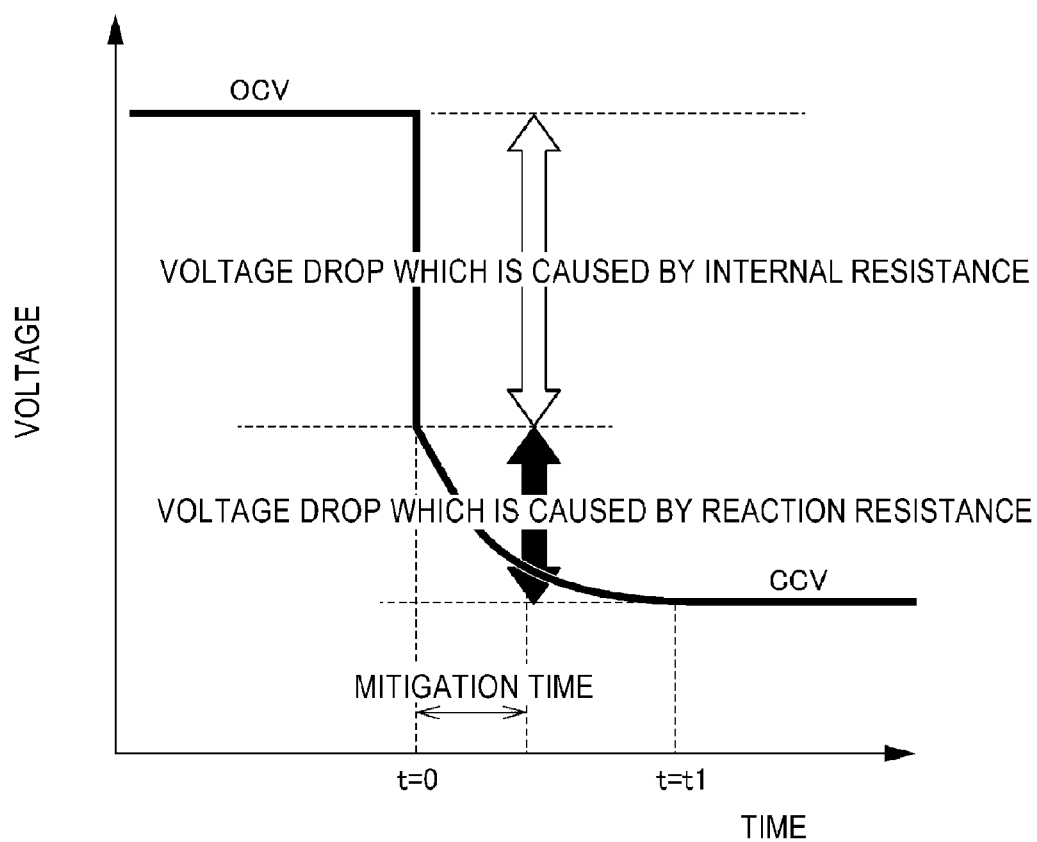 OCV
VOLTAGE DROP WHICH IS CAUSED BY INTERNAL RESISTANCE
VOLTAGE
VOLTAGE DROP WHICH IS CAUSED BY REACTION RESISTANCE
CCV
MITIGATION TIME
t=0
t=t1
TIME